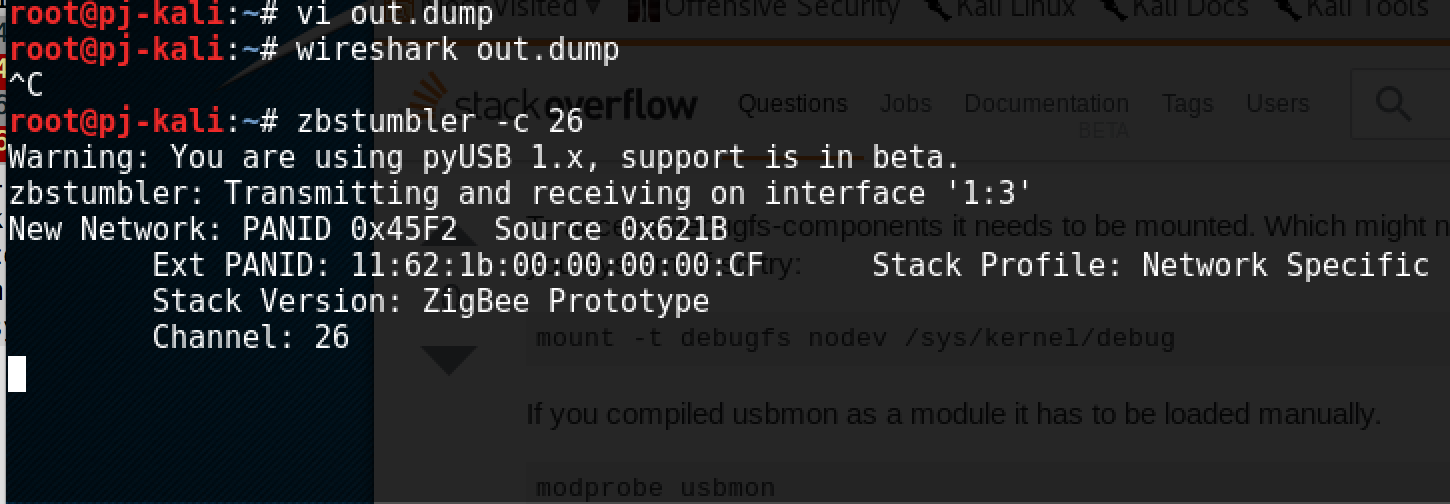 Visited Offensive Security Kali Linux Kali Docs Kali Tools
root@pj-kali:~# vi out.dump
root@pj-kali:~# wireshark out.dump
^C
stackoverflow Questions Jobs Documentation Tags Users
BETA
root@pj-kali:~# zbstumbler -c 26
Warning: You are using pyUSB 1.x, support is in beta.
zbstumbler: Transmitting and receiving on interface '1:3'
New Network: PANID 0x45F2  Source 0x621B
it needs to be mounted. Which might
        Ext PANID: 11:62:1b:00:00:00:00:CF      Stack Profile: Network Specific
try:
        Stack Version: ZigBee Prototype
        Channel: 26
mount -t debugfs nodev /sys/kernel/debug
If you compiled usbmon as a module it has to be loaded manually.
modprobe usbmon